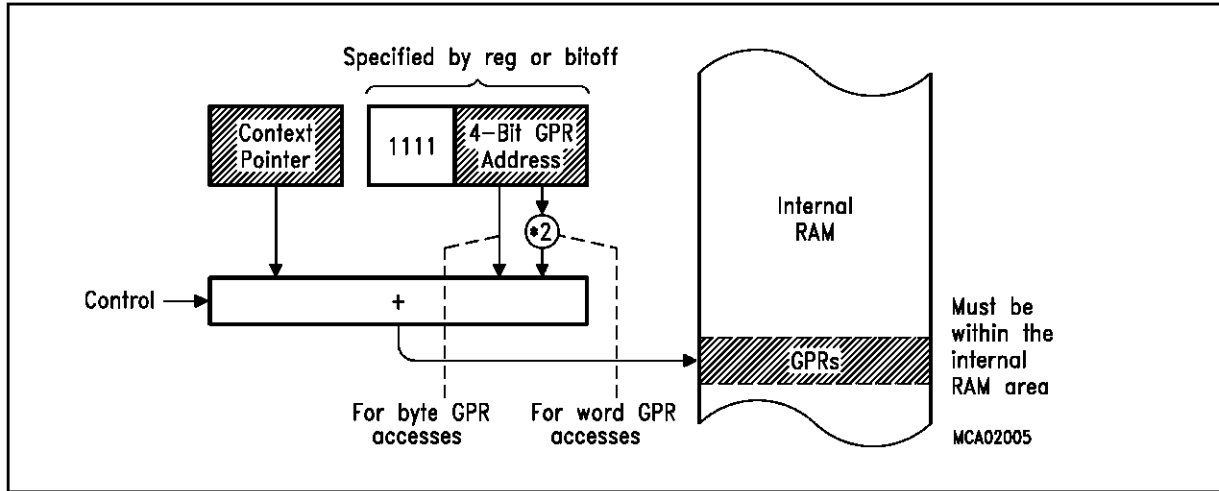 Specified by reg or bitoff
Context
Pointer
1111
4-Bit GPR
Address
*2
Internal
RAM
Control
+
GPRs
Must be
within the
internal
RAM area
For byte GPR
accesses
For word GPR
accesses
MCA02005